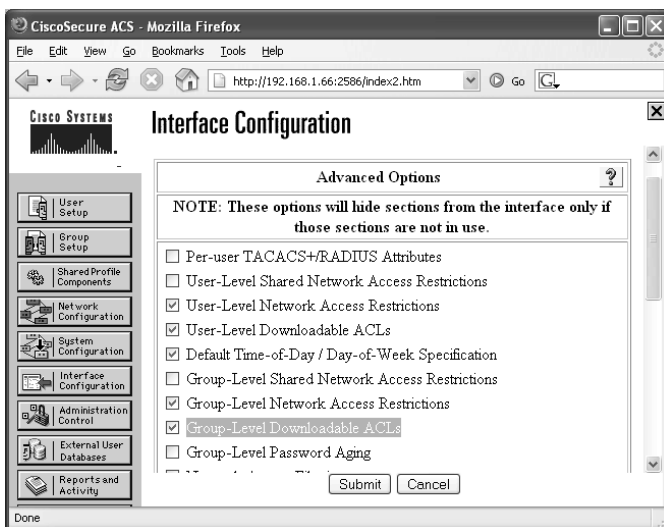 CiscoSecure ACS - Mozilla Firefox
File Edit View Go Bookmarks Tools Help
http://192.168.1.66:2586/index2.htm
Go
G
CISCO SYSTEMS
Interface Configuration
User Setup
Group Setup
Shared Profile Components
Network Configuration
System Configuration
Interface Configuration
Administration Control
External User Databases
Reports and Activity
Advanced Options
?
NOTE: These options will hide sections from the interface only if
those sections are not in use.
Per-user TACACS+/RADIUS Attributes
User-Level Shared Network Access Restrictions
User-Level Network Access Restrictions
User-Level Downloadable ACLs
Default Time-of-Day / Day-of-Week Specification
Group-Level Shared Network Access Restrictions
Group-Level Network Access Restrictions
Group-Level Downloadable ACLs
Group-Level Password Aging
Submit Cancel
Done